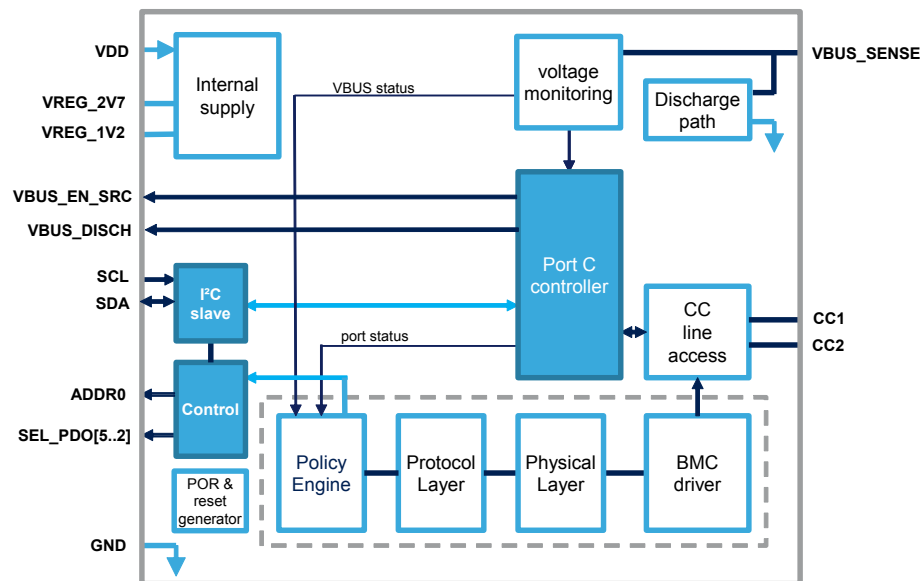 VDD
VREG_2V7
VREG_1V2
Internal
supply
VBUS status
voltage
monitoring
VBUS_SENSE
Discharge
path
VBUS_EN_SRC
VBUS_DISCH
Port C
controller
SCL
SDA
I²C
slave
port status
CC
line
access
CC1
CC2
ADDR0
SEL_PDO[5..2]
Control
POR &
reset
generator
Policy
Engine
Protocol
Layer
Physical
Layer
BMC
driver
GND